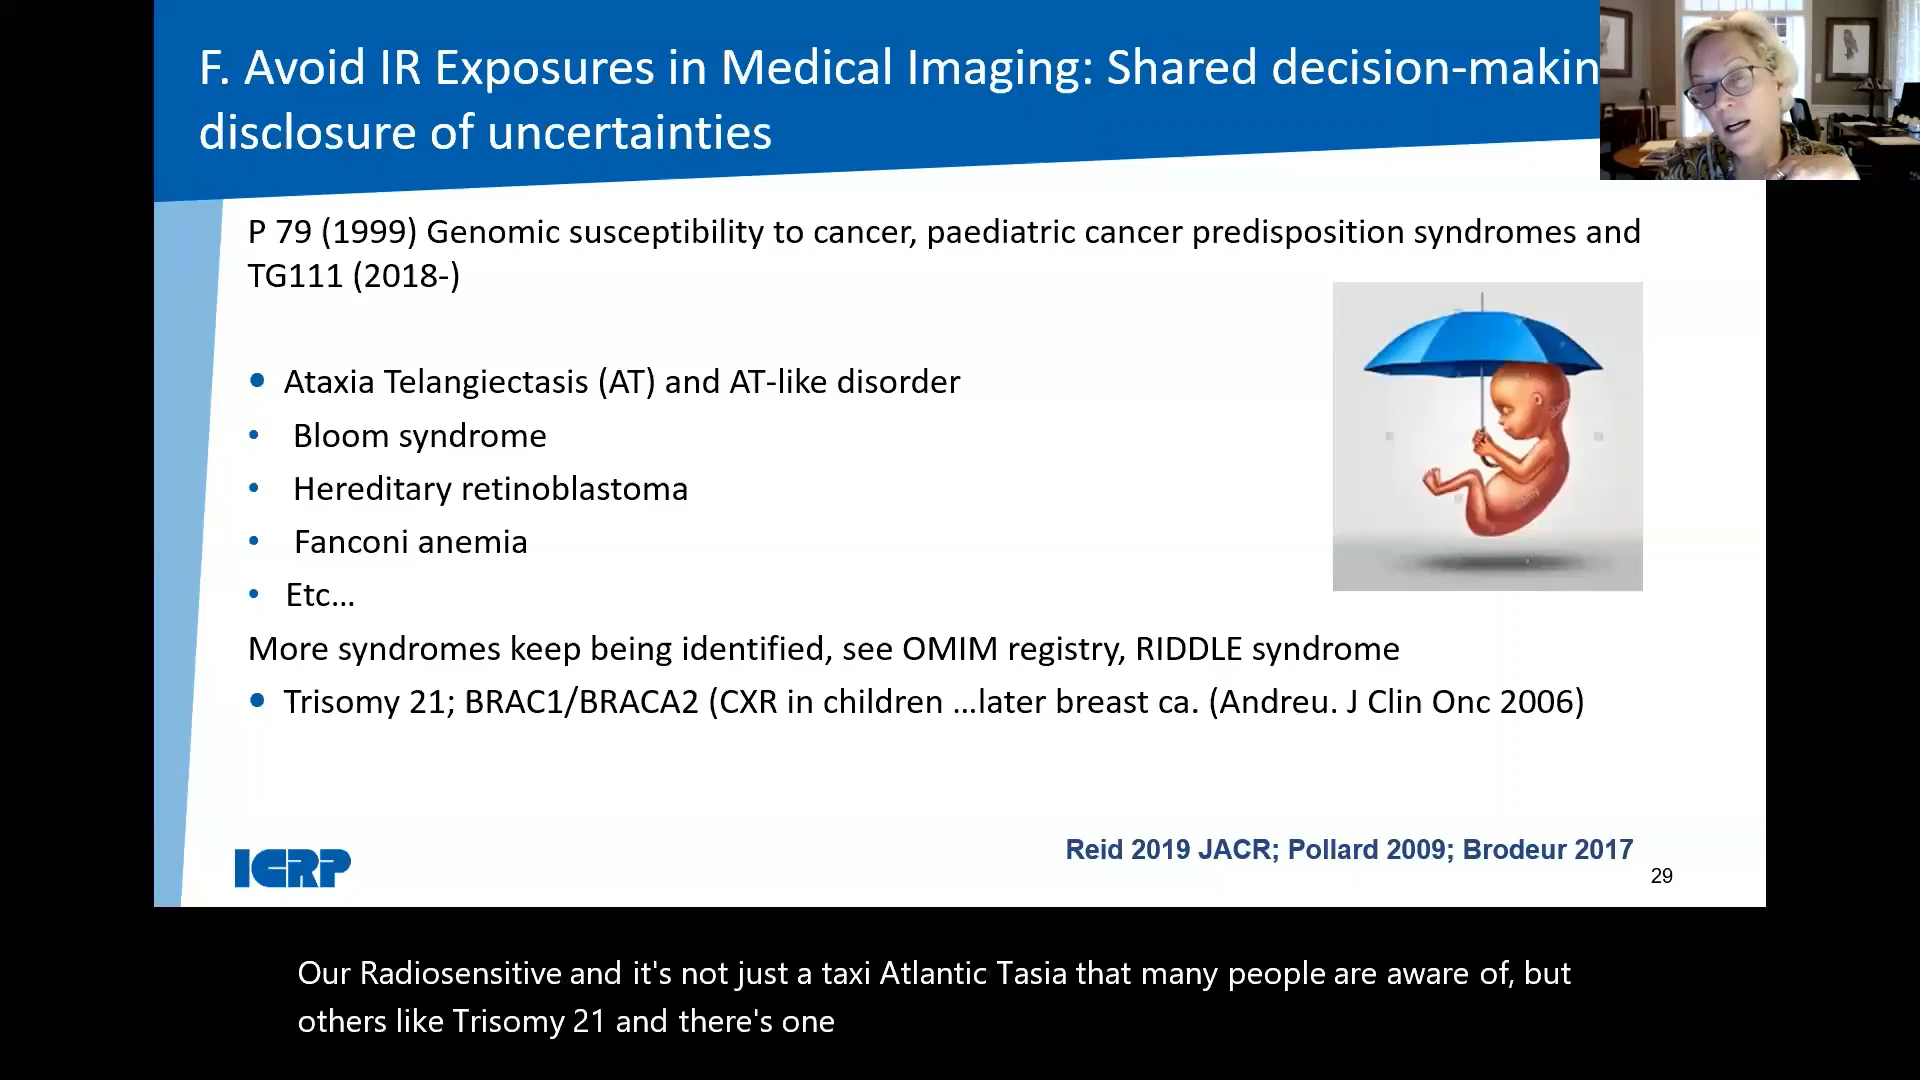 F. Avoid IR Exposures in Medical Imaging: Shared decision-makin
disclosure of uncertainties
P 79 (1999) Genomic susceptibility to cancer, paediatric cancer predisposition syndromes and
TG111 (2018-)
• Ataxia Telangiectasis (AT) and AT-like disorder
• Bloom syndrome
• Hereditary retinoblastoma
• Fanconi anemia
• Etc...
More syndromes keep being identified, see OMIM registry, RIDDLE syndrome
• Trisomy 21; BRAC1/BRACA2 (CXR in children ...later breast ca. (Andreu. J Clin Onc 2006)
Reid 2019 JACR; Pollard 2009; Brodeur 2017
ICRP
29
Our Radiosensitive and it's not just a taxi Atlantic Tasia that many people are aware of, but
others like Trisomy 21 and there's one